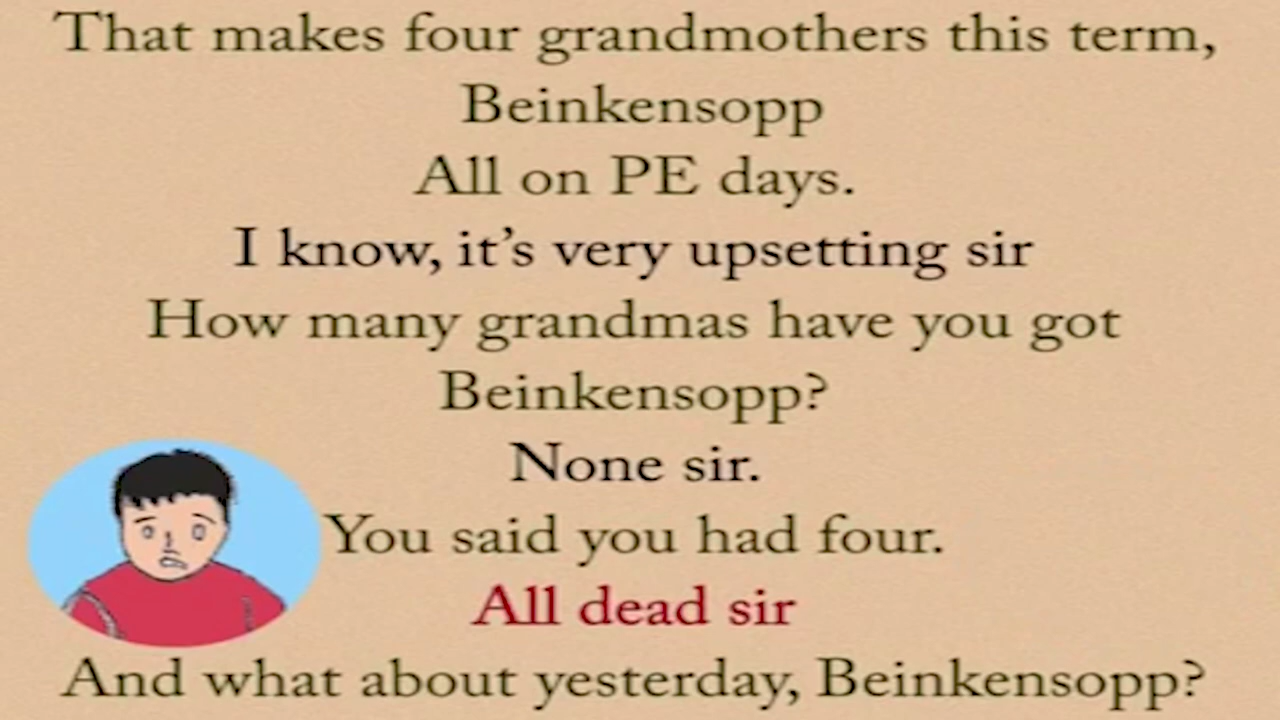 That makes four grandmothers this term,
Beinkensopp
All on PE days.
I know, it's very upsetting sir
How many grandmas have you got
Beinkensopp?
None sir.
You said you had four.
All dead sir
And what about yesterday, Beinkensopp?